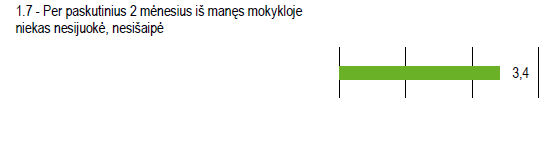 1.7 - Per paskutinius 2 mėnesius iš manęs mokykloje
niekas nesijuokė, nesišaipė
3,4